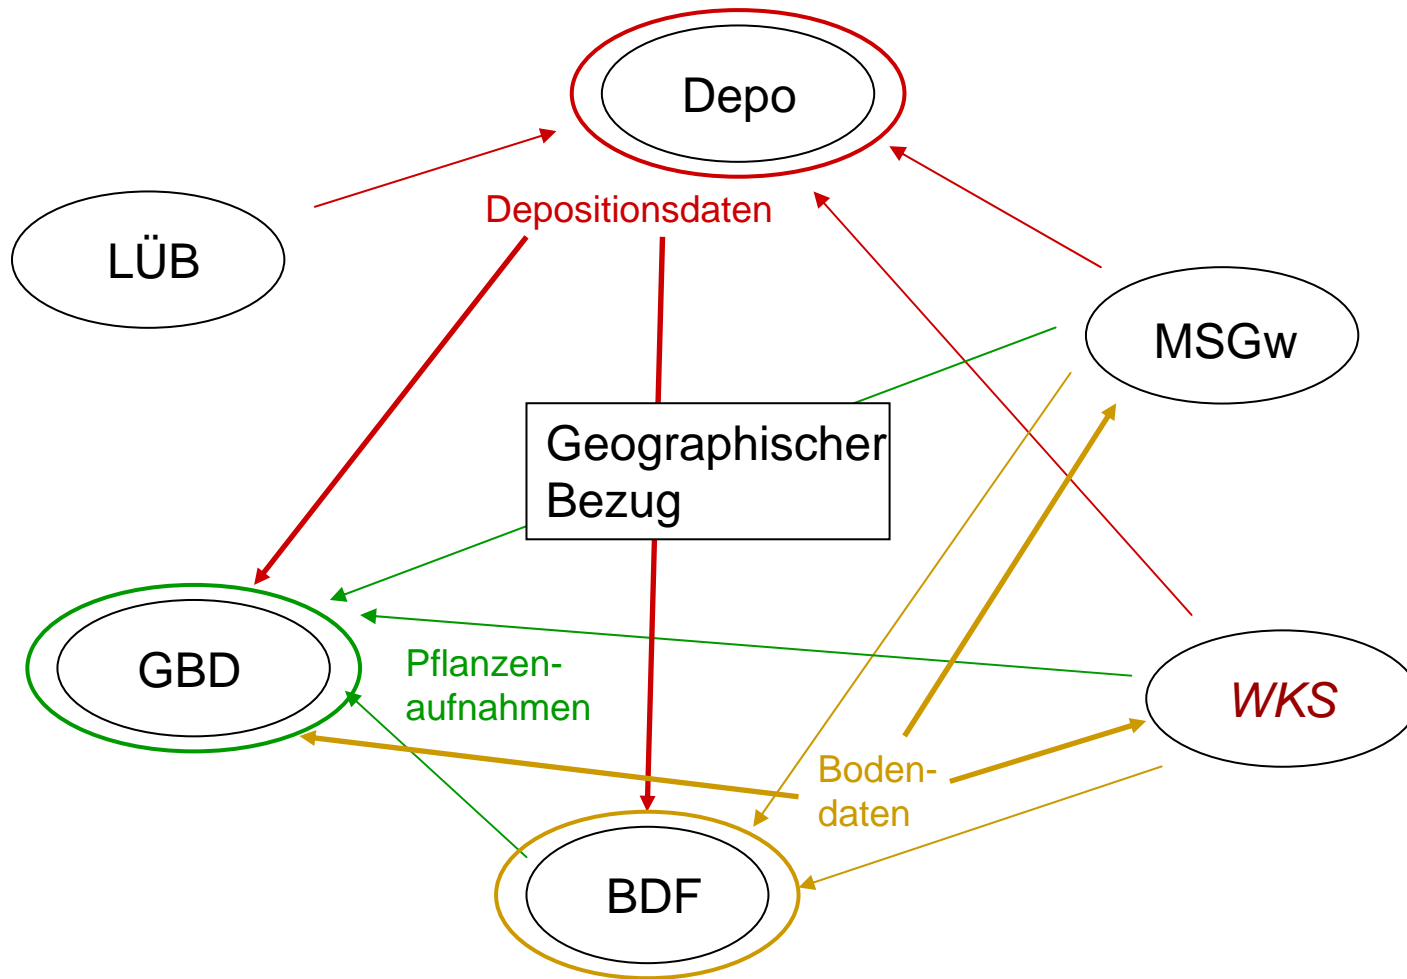 Depo
Depositionsdaten
LÜB
MSGw
Geographischer
Bezug
GBD
Pflanzen-
aufnahmen
WKS
Boden-
daten
BDF